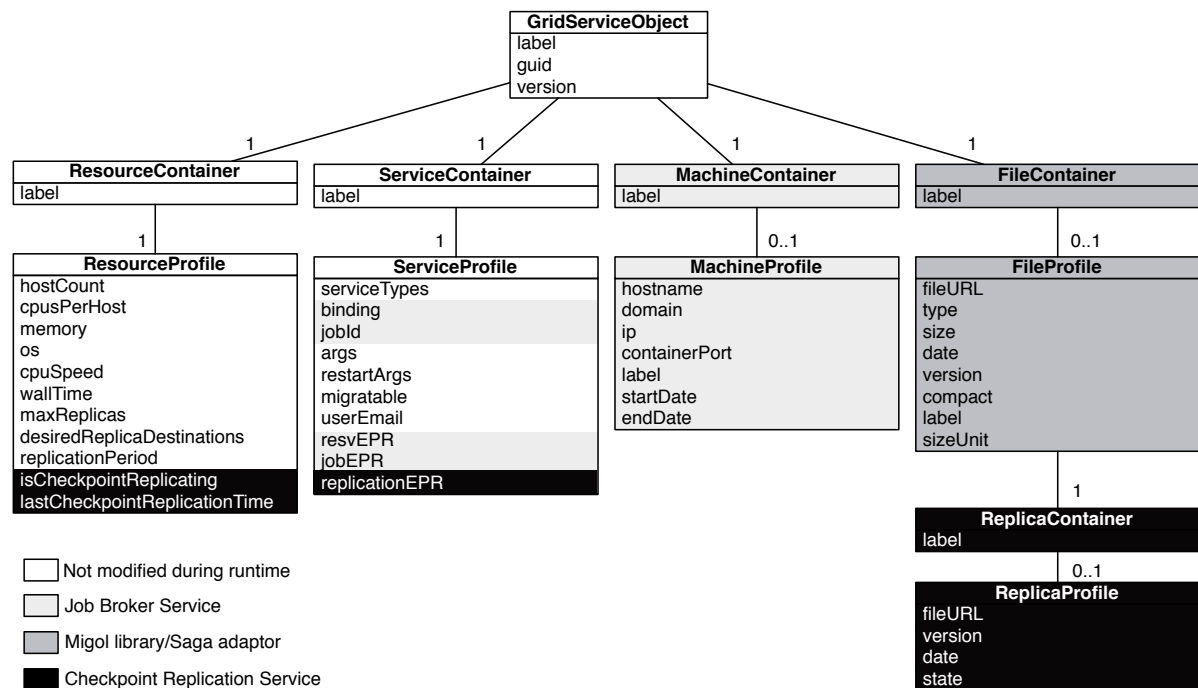 GridServiceObject
label
guid
version
1
1
1
1
ResourceContainer
label
1
ResourceProfile
hostCount
cpusPerHost
memory
os
cpuSpeed
wallTime
maxReplicas
desiredReplicaDestinations
replicationPeriod
isCheckpointReplicating
lastCheckpointReplicationTime
ServiceContainer
label
1
ServiceProfile
serviceTypes
binding
jobId
args
restartArgs
migratable
userEmail
resvEPR
jobEPR
replicationEPR
MachineContainer
label
0..1
MachineProfile
hostname
domain
ip
containerPort
label
startDate
endDate
FileContainer
label
0..1
FileProfile
fileURL
type
size
date
version
compact
label
sizeUnit
1
ReplicaContainer
label
0..1
ReplicaProfile
fileURL
version
date
state
Not modified during runtime
Job Broker Service
Migol library/Saga adaptor
Checkpoint Replication Service